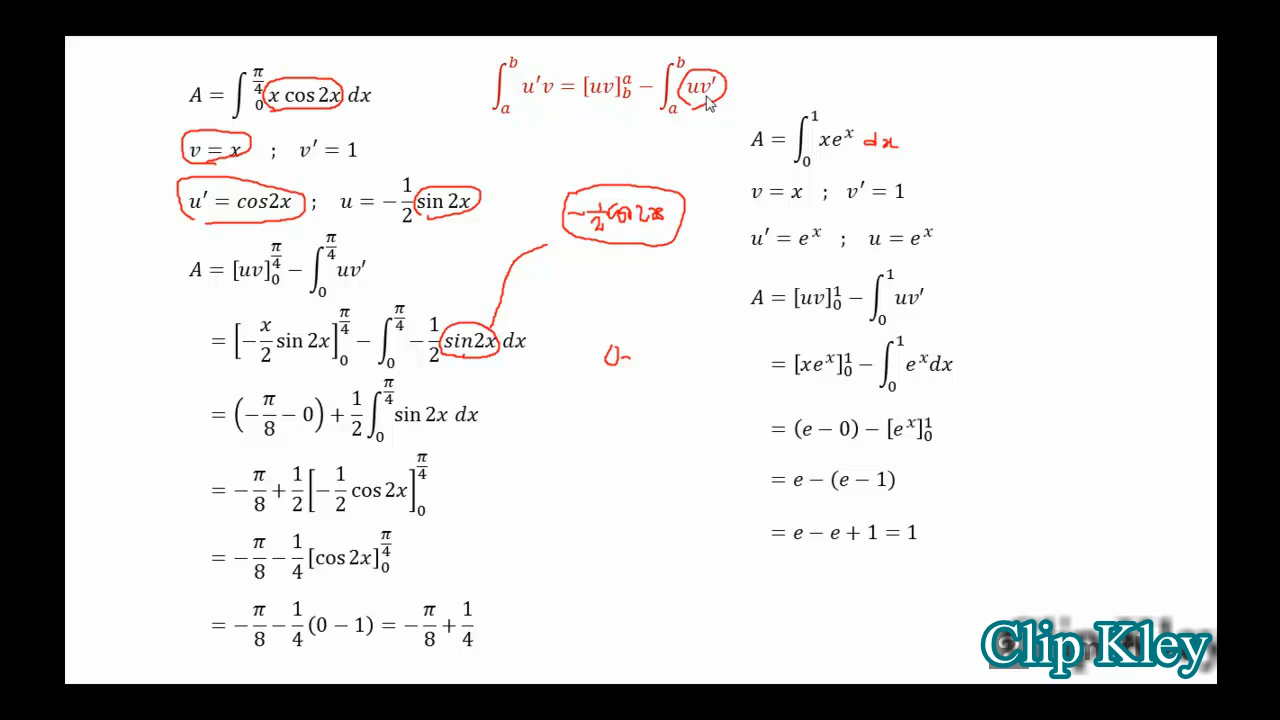 A = ∫₀^{π/4} x cos 2x dx
v = x ; v′ = 1
u′ = cos2x ; u = −1/2 sin 2x
A = [uv]₀^{π/4} − ∫₀^{π/4} uv′
= [−x/2 sin 2x]₀^{π/4} − ∫₀^{π/4} −1/2 sin2x dx
= (−π/8 − 0) + 1/2 ∫₀^{π/4} sin 2x dx
= −π/8 + 1/2 [−1/2 cos 2x]₀^{π/4}
= −π/8 − 1/4 [cos 2x]₀^{π/4}
= −π/8 − 1/4 (0 − 1) = −π/8 + 1/4
∫ₐᵇ u′v = [uv]_b^a − ∫ₐᵇ uv′
−1/2 cos 2x
0-
A = ∫₀¹ xeˣ dx
v = x ; v′ = 1
u′ = eˣ ; u = eˣ
A = [uv]₀¹ − ∫₀¹ uv′
= [xeˣ]₀¹ − ∫₀¹ eˣdx
= (e − 0) − [eˣ]₀¹
= e − (e − 1)
= e − e + 1 = 1
Clip Kley